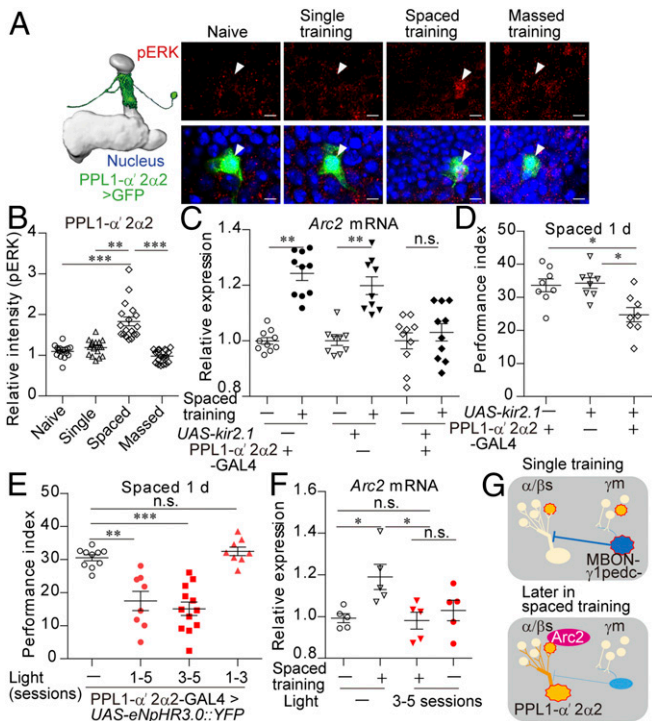 A
pERK
Nucleus
PPL1-α' 2α2
>GFP
Naive
Single training
Spaced training
Massed training
B
PPL1-α' 2α2
Relative intensity (pERK)
4
3
2
1
0
***
**
***
Naive
Single
Spaced
Massed
C
Arc2 mRNA
Relative expression
1.4
1.2
1.0
0.8
**
**
n.s.
Spaced training
— + — + — +
UAS-kir2.1
— + +
PPL1-α' 2α2 -GAL4
+ — +
D
Spaced 1 d
Performance index
50
40
30
20
10
0
*
*
UAS-kir2.1 — + +
PPL1-α' 2α2 -GAL4 + — +
E
Spaced 1 d
Performance index
50
40
30
20
10
0
n.s.
***
**
Light (sessions) — 1-5 3-5 1-3
PPL1-α' 2α2-GAL4 >
UAS-eNpHR3.0::YFP
F
Arc2 mRNA
Relative expression
1.6
1.4
1.2
1.0
0.8
n.s.
* *
n.s.
Spaced training — + + —
Light — 3-5 sessions
G
Single training
α/βs γm
MBON-
γ1pedc-
Later in
spaced training
α/βs γm
Arc2
PPL1-α' 2α2